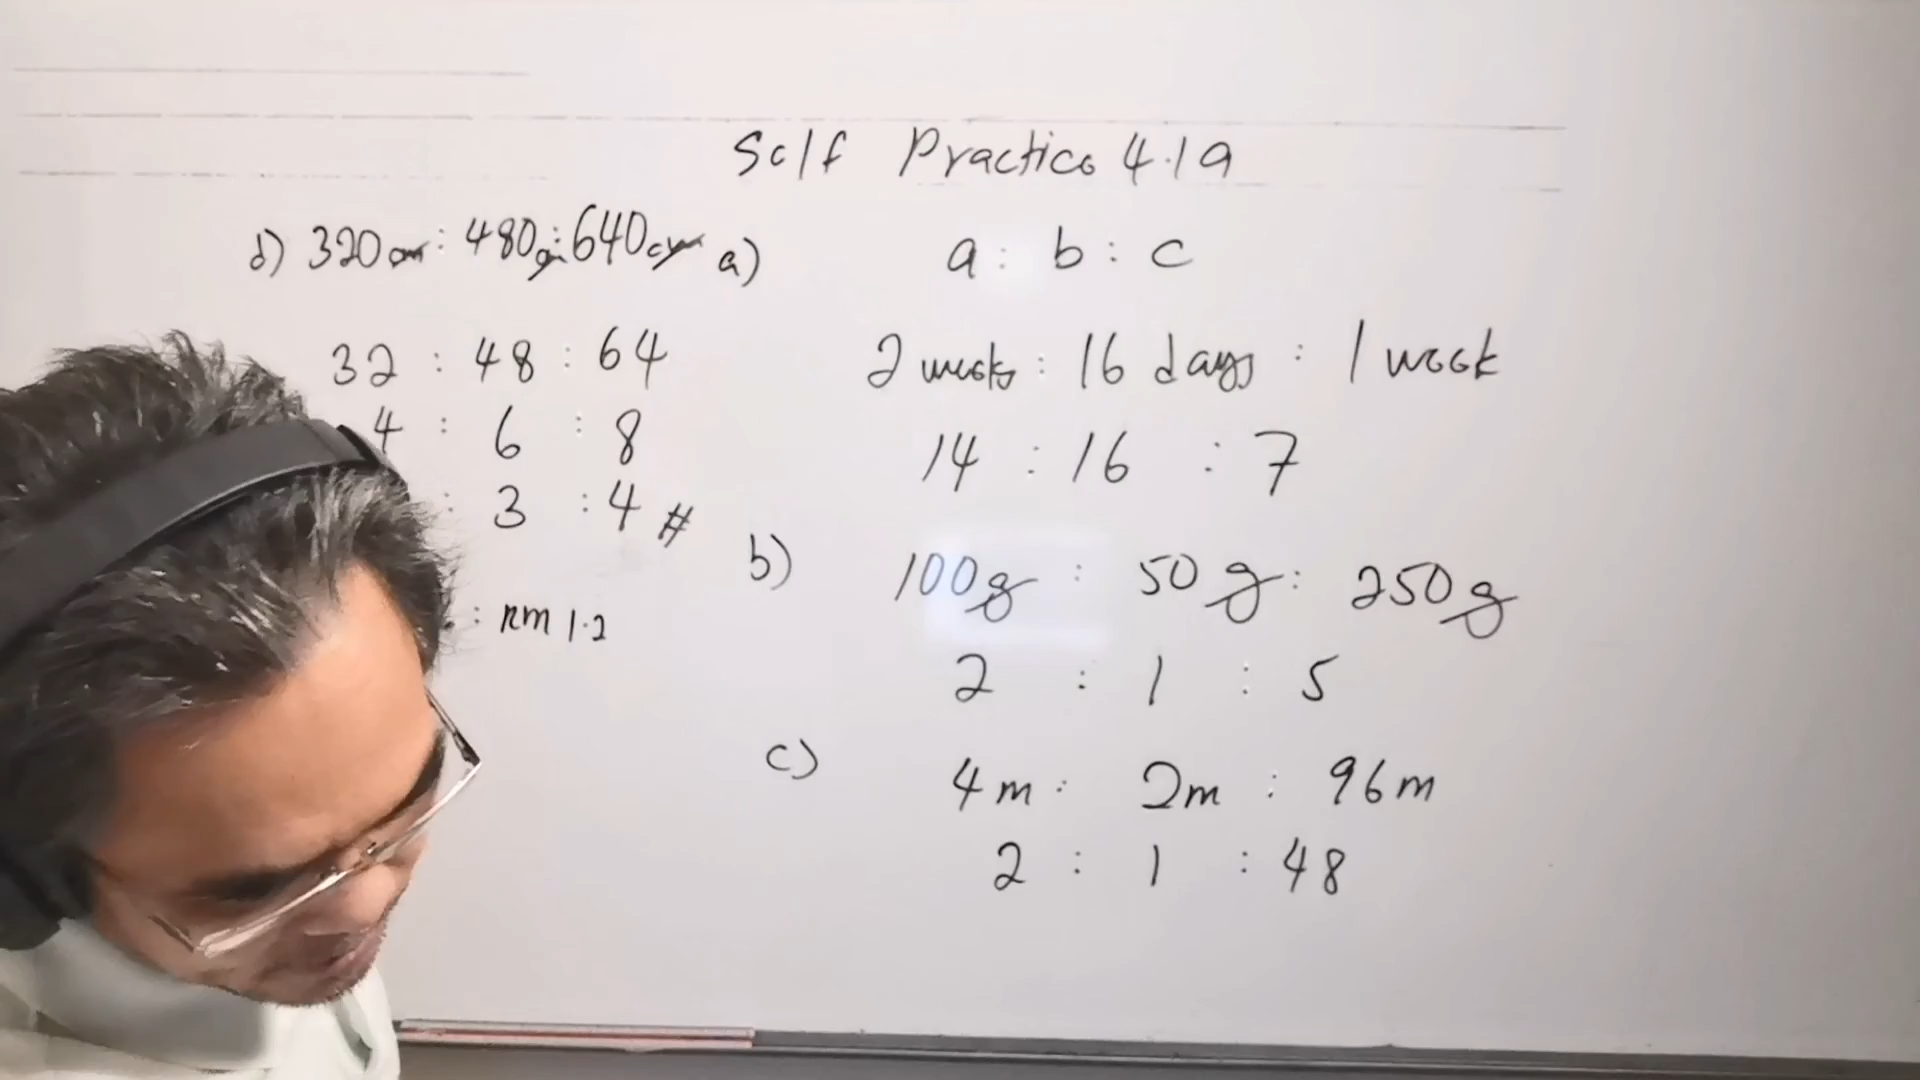 Self Practice 4.1a
d) 320cm : 480g : 640cm
32 : 48 : 64
4 : 6 : 8
: 3 : 4 #
: RM 1.2
a) a : b : c
2 weeks : 16 days : 1 week
14 : 16 : 7
b) 100g : 50g : 250g
2 : 1 : 5
c) 4m : 2m : 96m
2 : 1 : 48